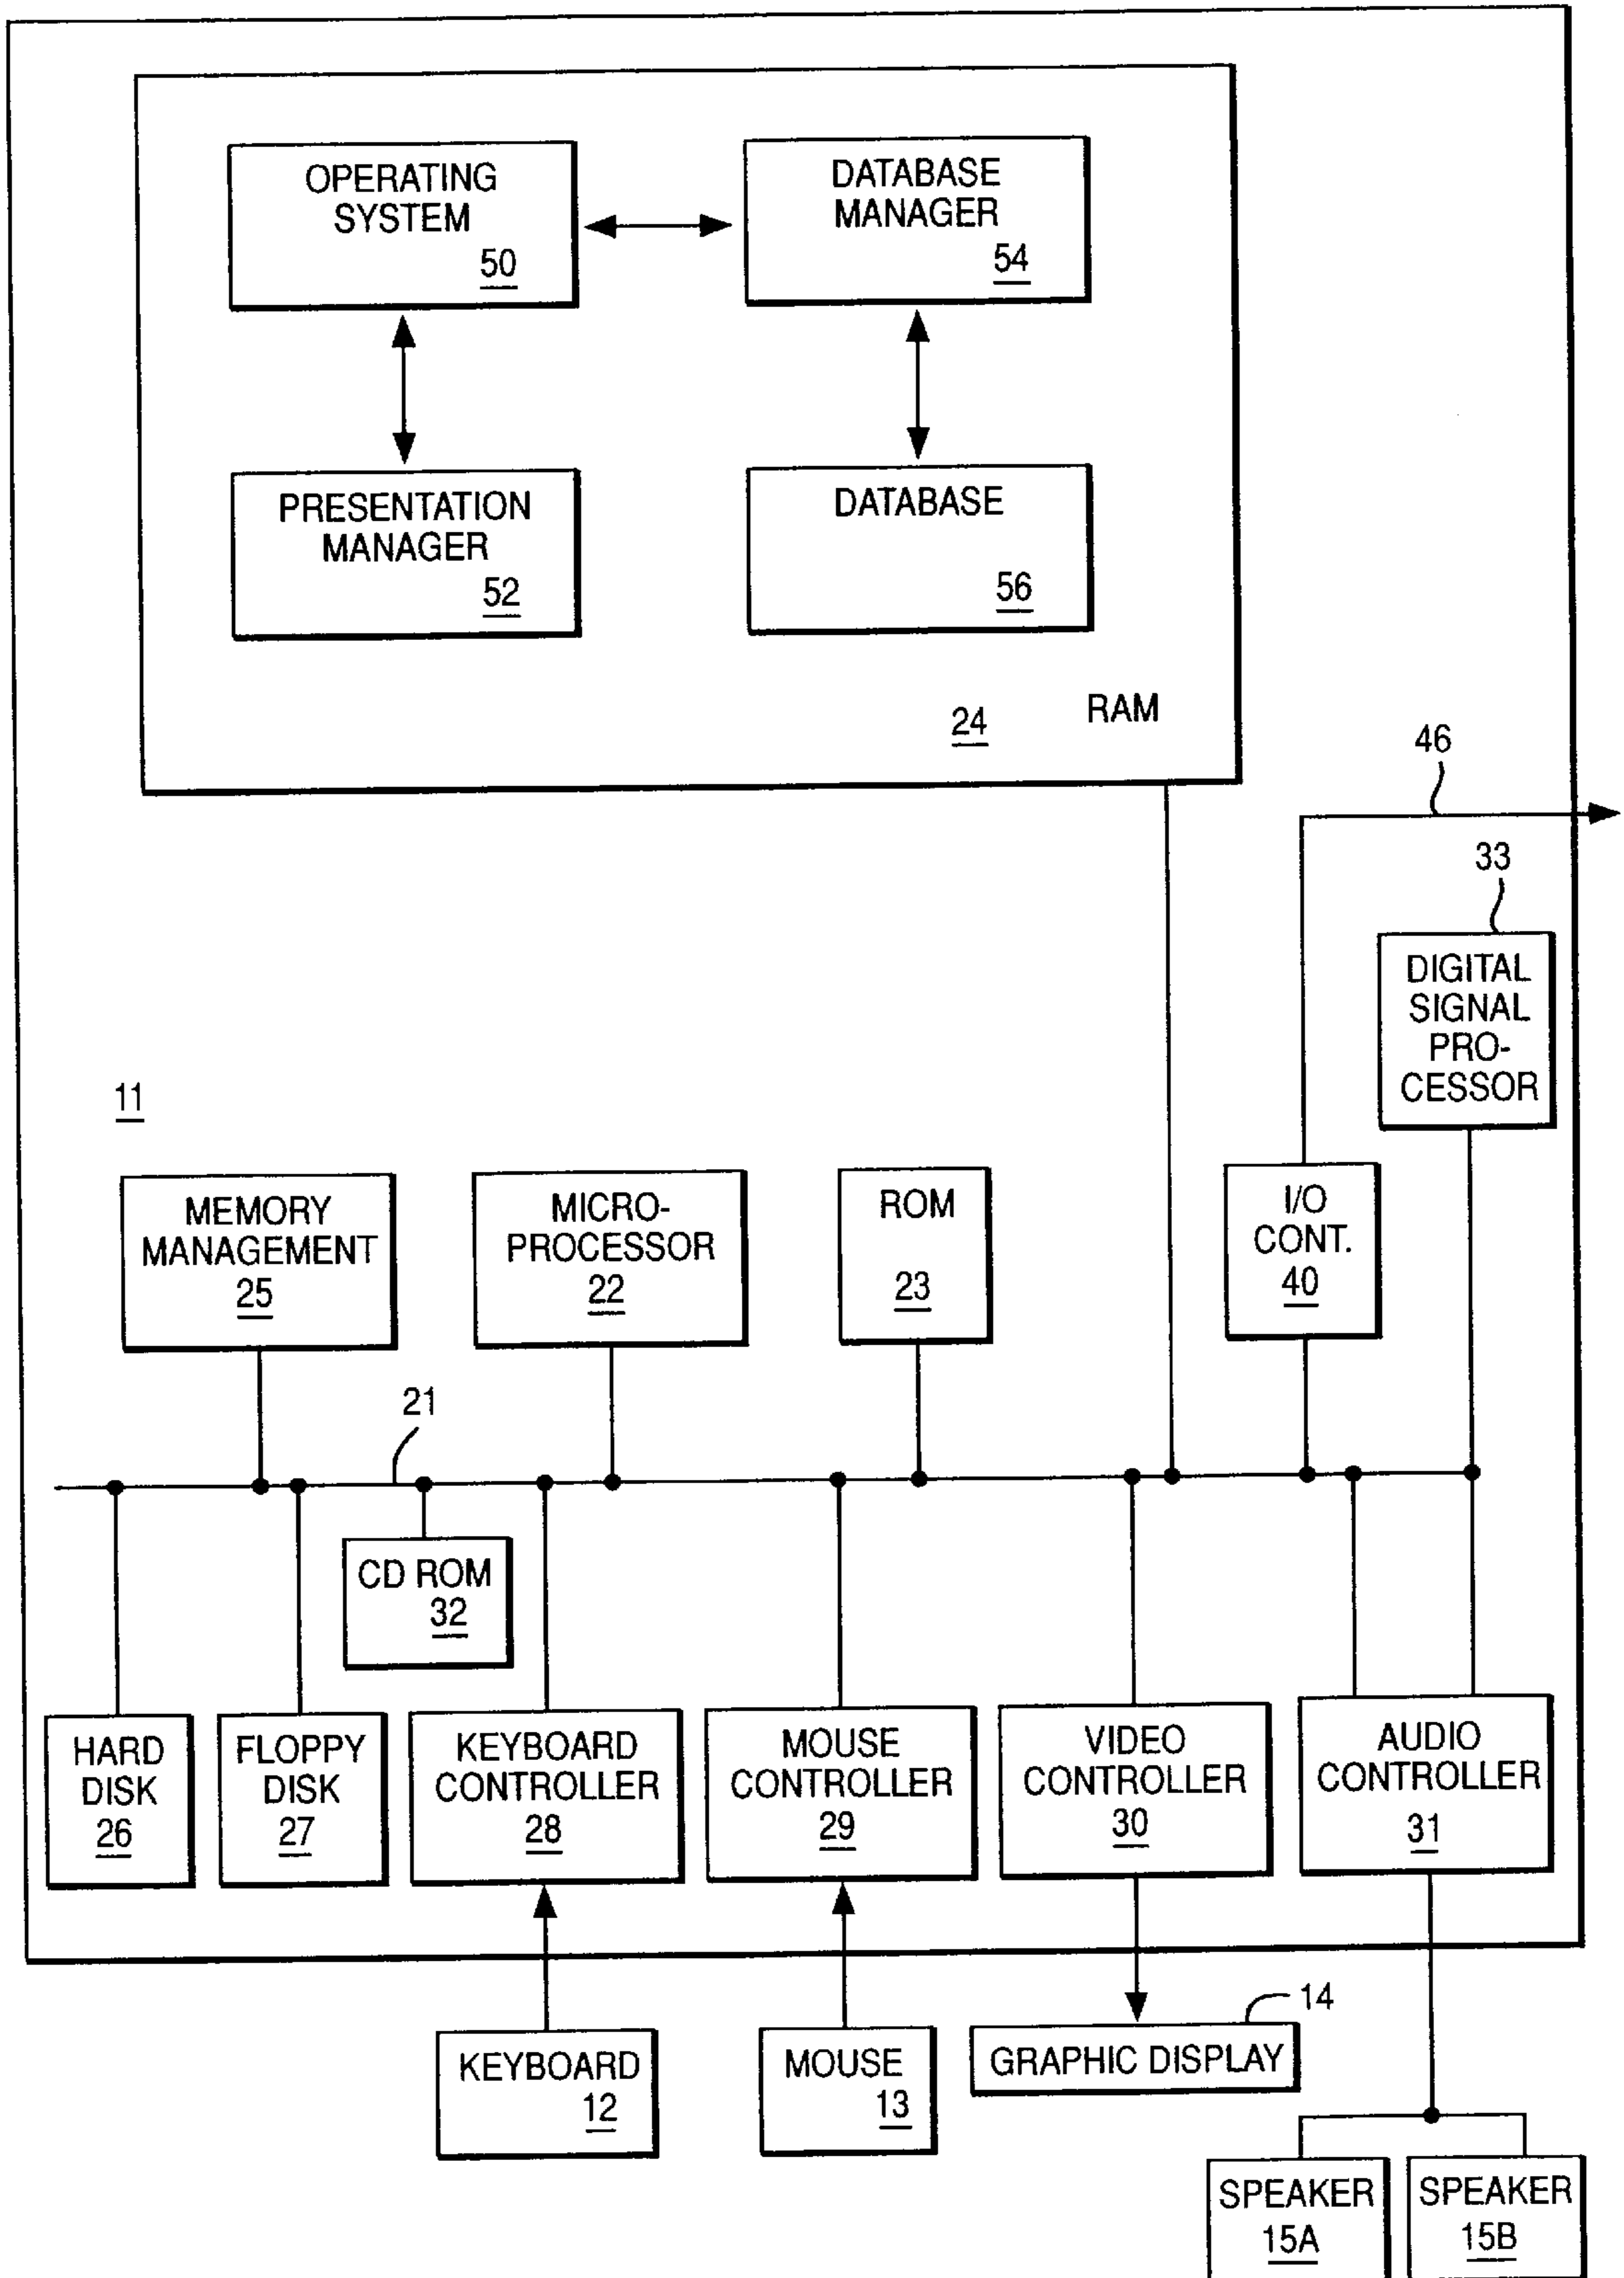 OPERATING
SYSTEM
50
DATABASE
MANAGER
54
PRESENTATION
MANAGER
52
DATABASE
56
24
RAM
46
33
DIGITAL
SIGNAL
PRO-
CESSOR
11
MEMORY
MANAGEMENT
25
MICRO-
PROCESSOR
22
ROM
23
I/O
CONT.
40
21
CD ROM
32
HARD
DISK
26
FLOPPY
DISK
27
KEYBOARD
CONTROLLER
28
MOUSE
CONTROLLER
29
VIDEO
CONTROLLER
30
AUDIO
CONTROLLER
31
KEYBOARD
12
MOUSE
13
14
GRAPHIC DISPLAY
SPEAKER
15A
SPEAKER
15B